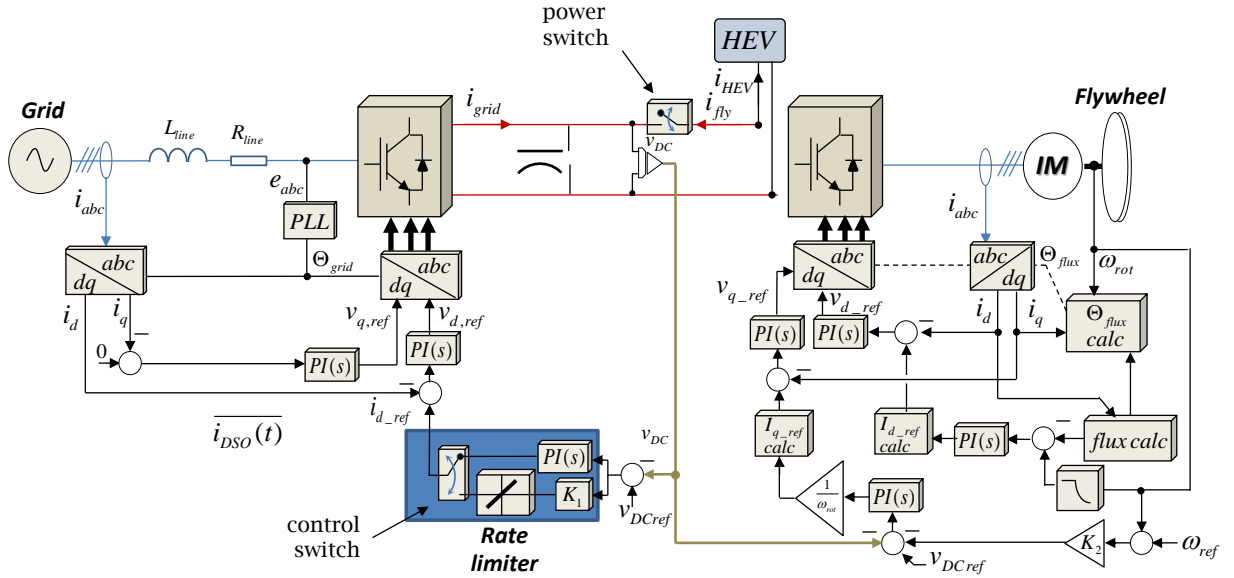 power
switch
HEV
i_HEV
i_grid
i_fly
Grid
Flywheel
L_line
R_line
v_DC
IM
e_abc
i_abc
i_abc
PLL
Θ_grid
abc
dq
abc
dq
abc
dq
abc
dq
Θ_flux
ω_rot
i_d
i_q
v_q,ref
v_d,ref
v_q_ref
v_d_ref
i_d
i_q
Θ_flux
calc
−
0
PI(s)
PI(s)
−
PI(s)
PI(s)
−
−
i_d_ref
i_DSO(t)
I_q_ref
calc
I_d_ref
calc
PI(s)
−
flux calc
v_DC
−
PI(s)
K_1
v_DCref
1
ω_rot
PI(s)
control
switch
Rate
limiter
−
−
v_DCref
K_2
ω_ref